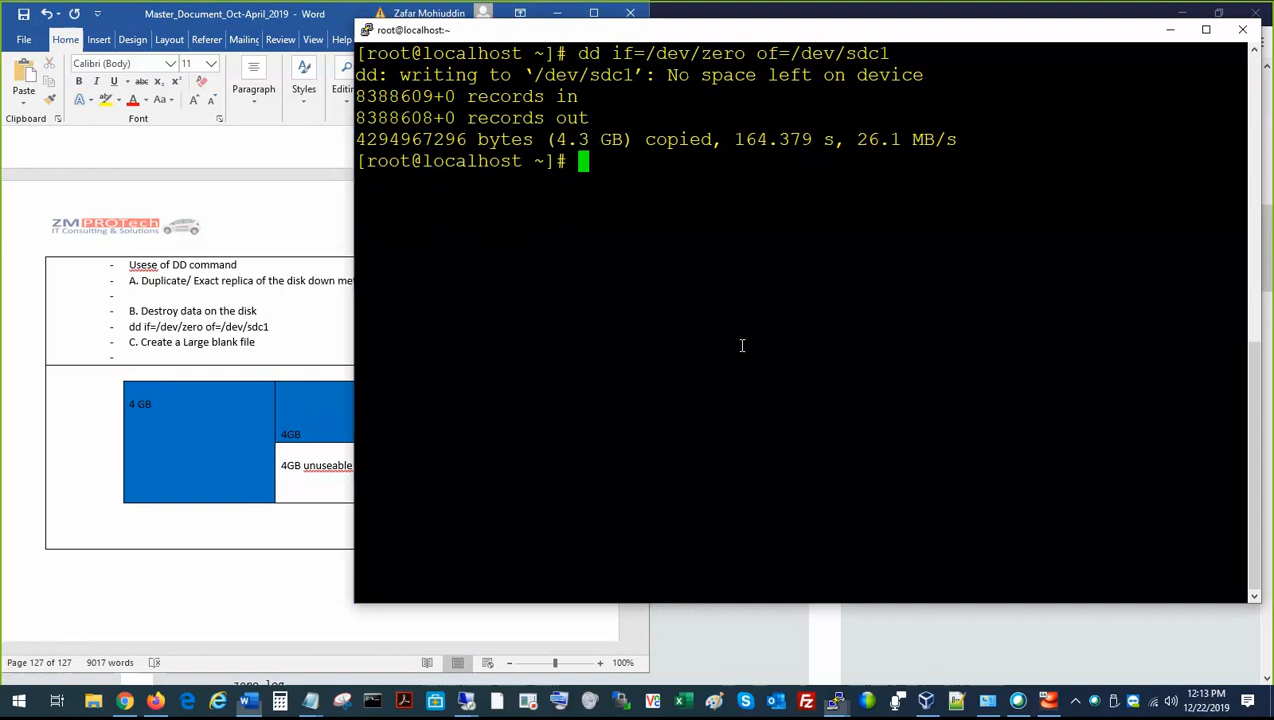 Master_Document_Oct-April_2019 - Word
Zafar Mohiuddin
File Home Insert Design Layout Referer Mailing Review
Calibri (Body) 11
Paste
Paragraph
Styles
Editing
Clipboard
Font
Styles
ZMPROTech
IT Consulting & Solutions
- Usese of DD command
- A. Duplicate/ Exact replica of the disk down met
-
- B. Destroy data on the disk
- dd if=/dev/zero of=/dev/sdc1
- C. Create a Large blank file
-
4 GB
4GB
4GB unuseable
Page 127 of 127 9017 words
100%
root@localhost:~
[root@localhost ~]# dd if=/dev/zero of=/dev/sdc1
dd: writing to ‘/dev/sdc1’: No space left on device
8388609+0 records in
8388608+0 records out
4294967296 bytes (4.3 GB) copied, 164.379 s, 26.1 MB/s
[root@localhost ~]#
12:13 PM
12/22/2019